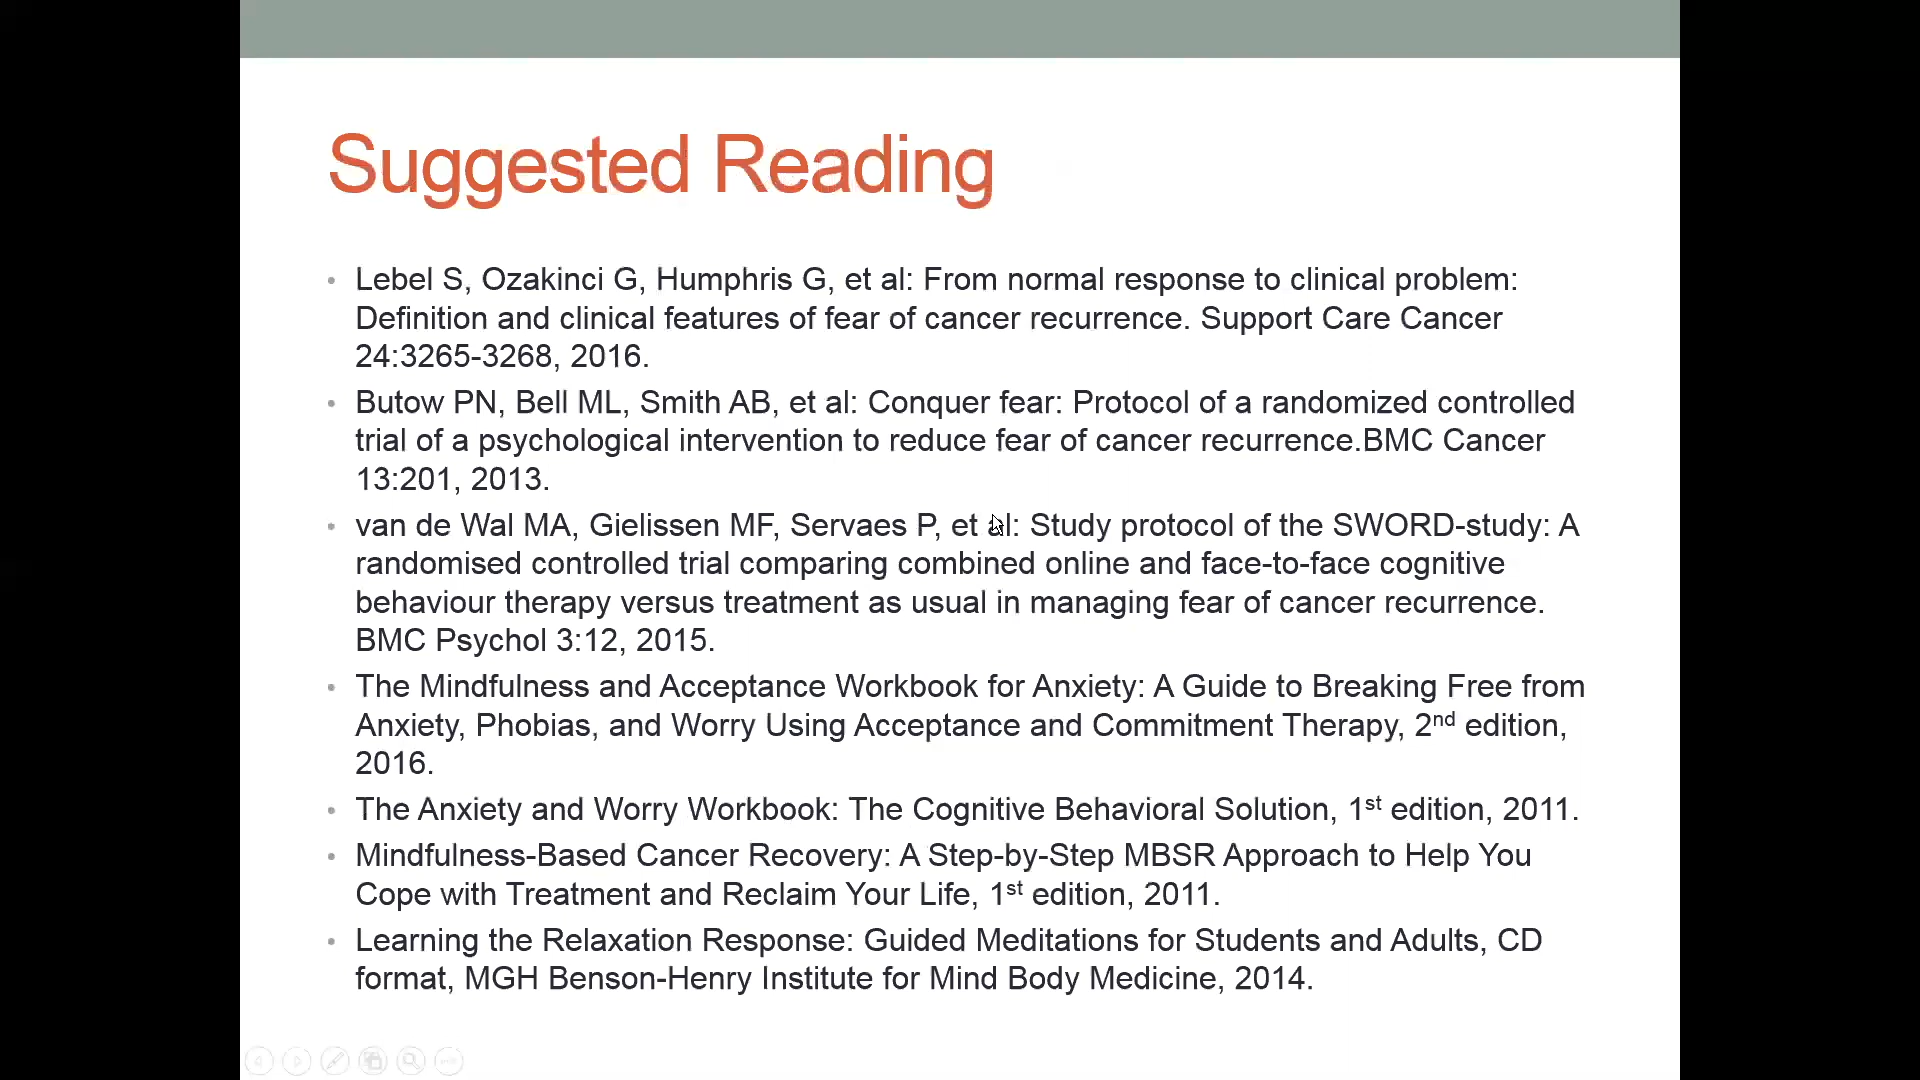 Suggested Reading
• Lebel S, Ozakinci G, Humphris G, et al: From normal response to clinical problem:
Definition and clinical features of fear of cancer recurrence. Support Care Cancer
24:3265-3268, 2016.
• Butow PN, Bell ML, Smith AB, et al: Conquer fear: Protocol of a randomized controlled
trial of a psychological intervention to reduce fear of cancer recurrence.BMC Cancer
13:201, 2013.
• van de Wal MA, Gielissen MF, Servaes P, et al: Study protocol of the SWORD-study: A
randomised controlled trial comparing combined online and face-to-face cognitive
behaviour therapy versus treatment as usual in managing fear of cancer recurrence.
BMC Psychol 3:12, 2015.
• The Mindfulness and Acceptance Workbook for Anxiety: A Guide to Breaking Free from
Anxiety, Phobias, and Worry Using Acceptance and Commitment Therapy, 2nd edition,
2016.
• The Anxiety and Worry Workbook: The Cognitive Behavioral Solution, 1st edition, 2011.
• Mindfulness-Based Cancer Recovery: A Step-by-Step MBSR Approach to Help You
Cope with Treatment and Reclaim Your Life, 1st edition, 2011.
• Learning the Relaxation Response: Guided Meditations for Students and Adults, CD
format, MGH Benson-Henry Institute for Mind Body Medicine, 2014.